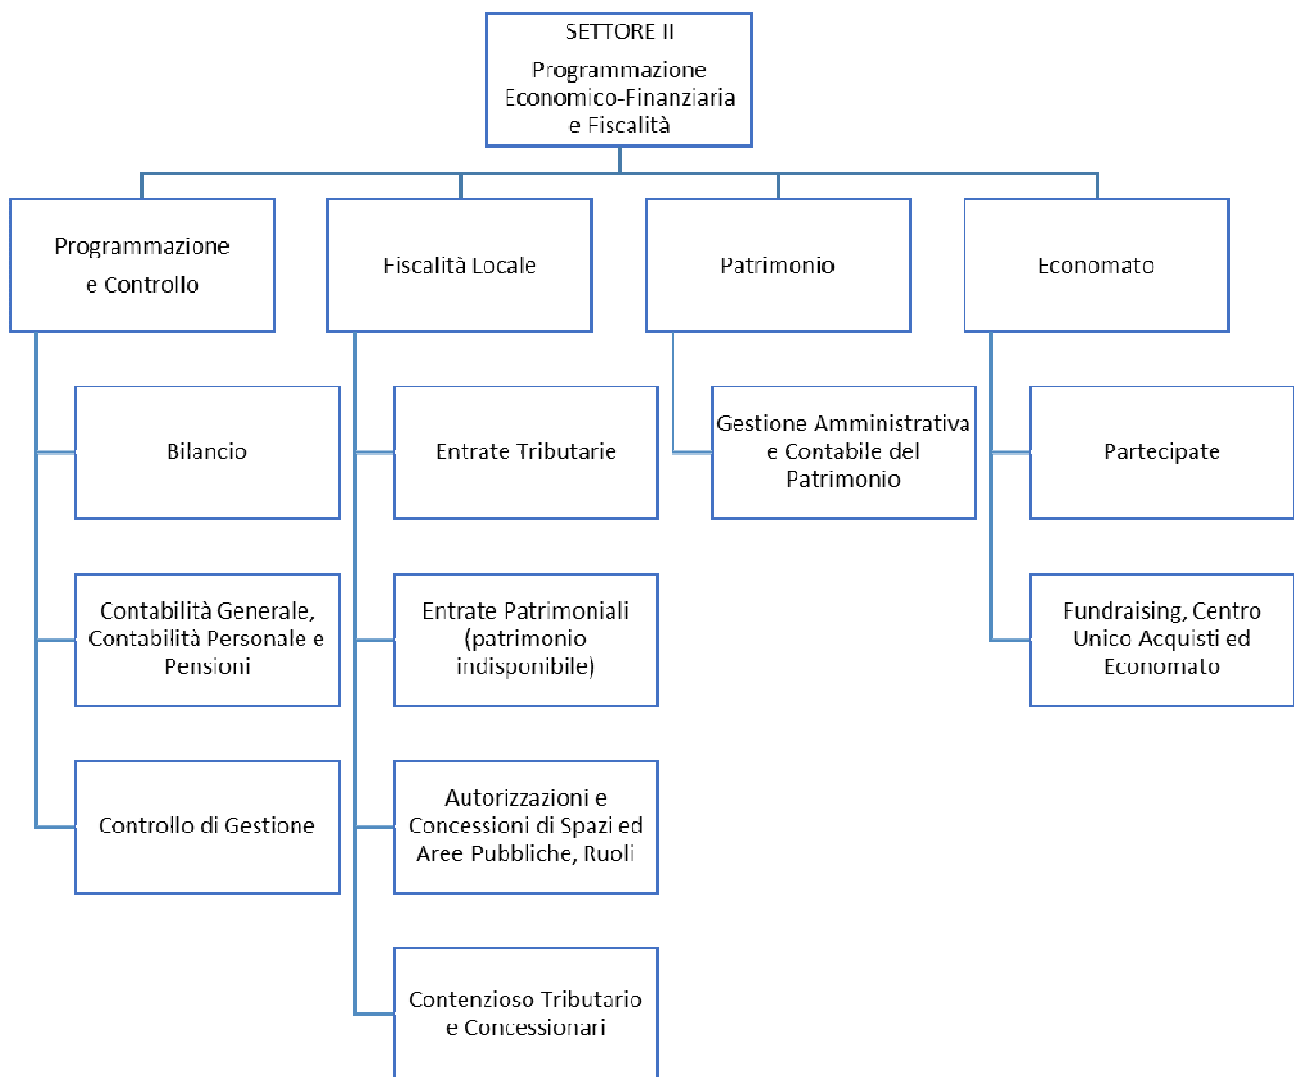 SETTORE II
Programmazione
Economico-Finanziaria
e Fiscalità
Programmazione
e Controllo
Fiscalità Locale
Patrimonio
Economato
Bilancio
Entrate Tributarie
Gestione Amministrativa
e Contabile del
Patrimonio
Partecipate
Contabilità Generale,
Contabilità Personale e
Pensioni
Entrate Patrimoniali
(patrimonio
indisponibile)
Fundraising, Centro
Unico Acquisti ed
Economato
Controllo di Gestione
Autorizzazioni e
Concessioni di Spazi ed
Aree Pubbliche, Ruoli
Contenzioso Tributario
e Concessionari